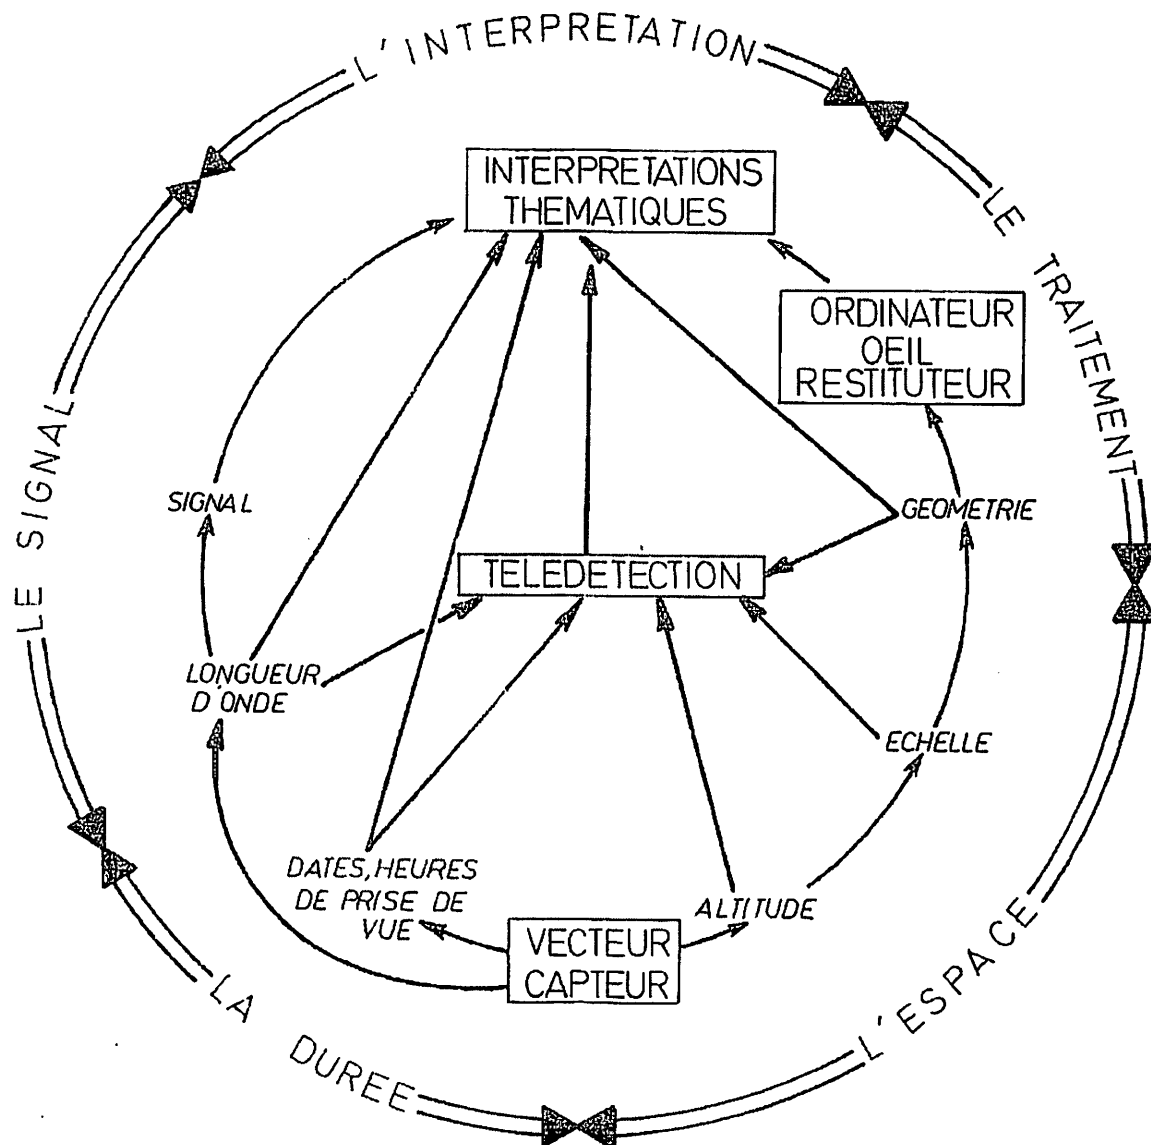 L'INTERPRETATION
LE TRAITEMENT
L'ESPACE
LA DUREE
LE SIGNAL
INTERPRETATIONS
THEMATIQUES
ORDINATEUR
OEIL
RESTITUTEUR
SIGNAL
GEOMETRIE
TELEDETECTION
LONGUEUR
D'ONDE
ECHELLE
DATES, HEURES
DE PRISE DE
VUE
ALTITUDE
VECTEUR
CAPTEUR